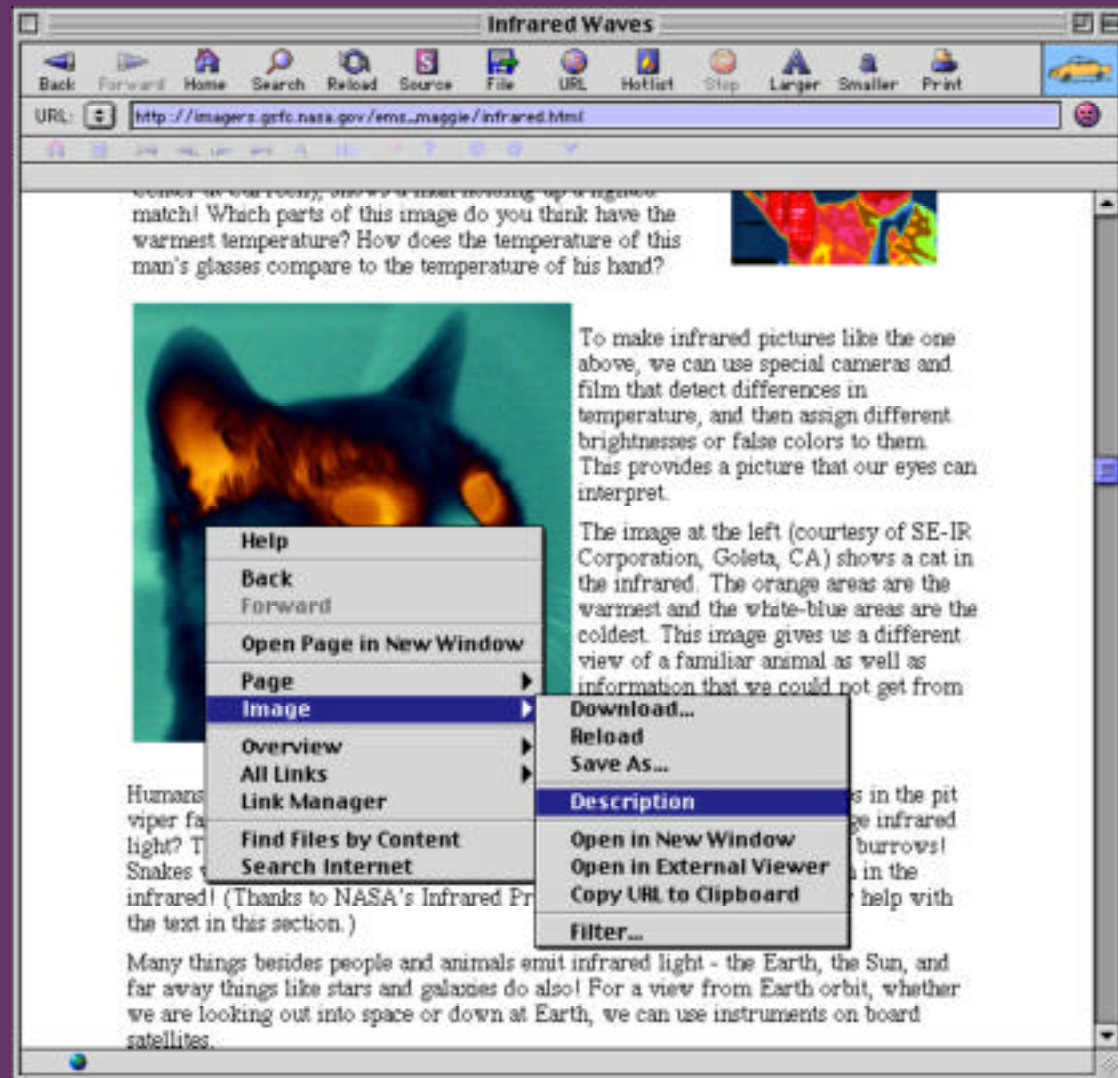 Infrared Waves
Back Forward Home Search Reload Source File URL Hotlist Stop Larger Smaller Print
URL: http://imagers.gsfc.nasa.gov/ems_maggie/infrared.html
match! Which parts of this image do you think have the
warmest temperature? How does the temperature of this
man's glasses compare to the temperature of his hand?
To make infrared pictures like the one
above, we can use special cameras and
film that detect differences in
temperature, and then assign different
brightnesses or false colors to them.
This provides a picture that our eyes can
interpret.
The image at the left (courtesy of SE-IR
Corporation, Goleta, CA) shows a cat in
the infrared. The orange areas are the
warmest and the white-blue areas are the
coldest. This image gives us a different
view of a familiar animal as well as
information that we could not get from
Help
Back
Forward
Open Page in New Window
Page
Image
Overview
All Links
Link Manager
Find Files by Content
Search Internet
Download...
Reload
Save As...
Description
Open in New Window
Open in External Viewer
Copy URL to Clipboard
Filter...
Humans s in the pit
viper infrared
light? burrows!
Snakes in the
infrared! (Thanks to NASA's Infrared help with
the text in this section.)
Many things besides people and animals emit infrared light - the Earth, the Sun, and
far away things like stars and galaxies do also! For a view from Earth orbit, whether
we are looking out into space or down at Earth, we can use instruments on board
satellites.